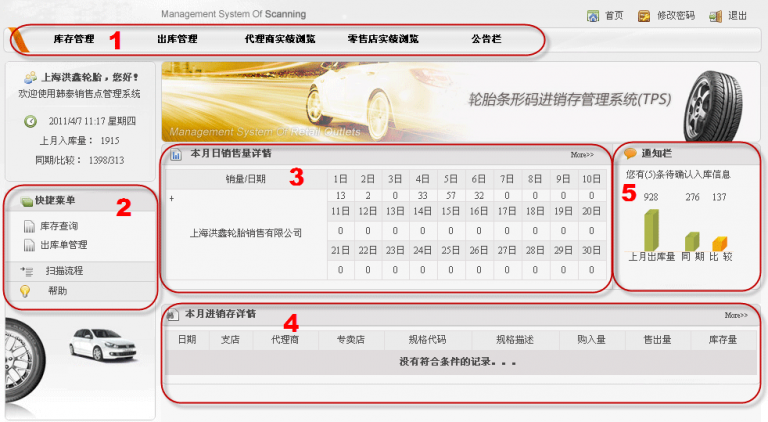 Management System Of Scanning
首页 修改密码 退出
库存管理 出库管理 代理商实绩浏览 零售店实绩浏览 公告栏
1
上海洪鑫轮胎，您好!
欢迎使用韩泰销售点管理系统
2011/4/7 11:17 星期四
上月入库量： 1915
同期/比较： 1398/313
轮胎条形码进销存管理系统(TPS)
Management System Of Retail Outlets
快捷菜单
2
库存查询
出库单管理
扫描流程
帮助
本月日销售量详情 More>>
3
销量/日期 1日 2日 3日 4日 5日 6日 7日 8日 9日 10日
+ 13 2 0 33 57 32 0 0 0 0
11日 12日 13日 14日 15日 16日 17日 18日 19日 20日
上海洪鑫轮胎销售有限公司 0 0 0 0 0 0 0 0 0 0
21日 22日 23日 24日 25日 26日 27日 28日 29日 30日
0 0 0 0 0 0 0 0 0 0
通知栏
5
您有(5)条待确认入库信息
928 276 137
上月出库量 同 期 比 较
本月进销存详情 More>>
4
日期 支店 代理商 专卖店 规格代码 规格描述 购入量 售出量 库存量
没有符合条件的记录。。。